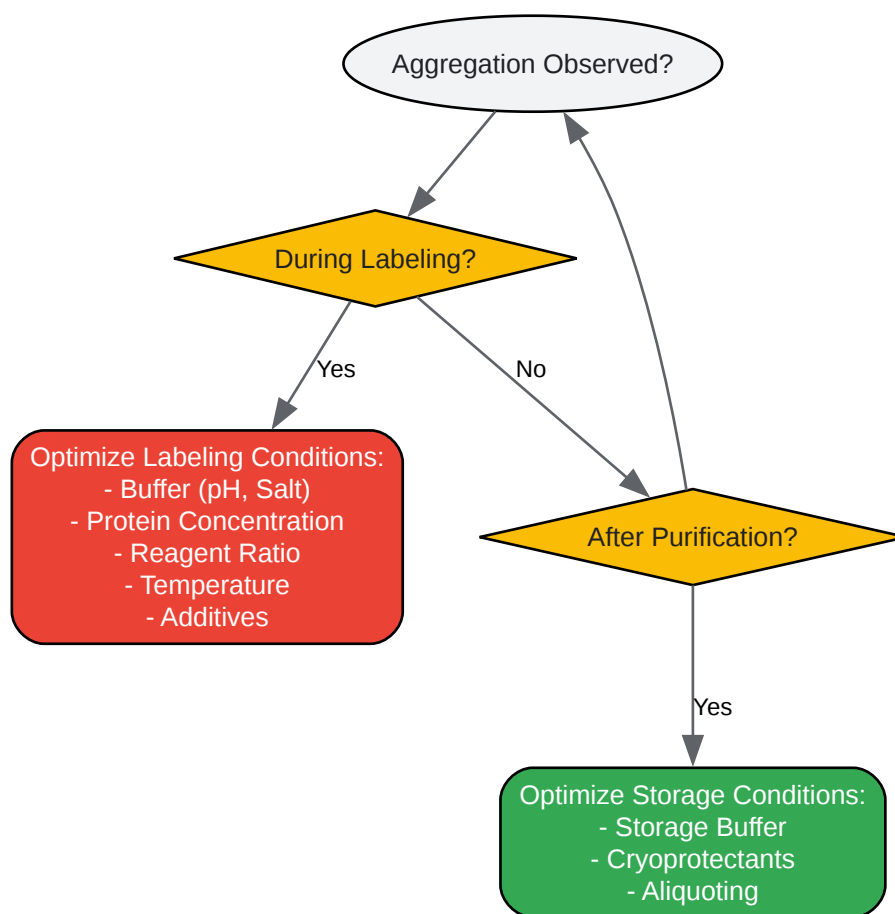 Aggregation Observed?
During Labeling?
Yes
No
Optimize Labeling Conditions:
- Buffer (pH, Salt)
- Protein Concentration
- Reagent Ratio
- Temperature
- Additives
After Purification?
Yes
Optimize Storage Conditions:
- Storage Buffer
- Cryoprotectants
- Aliquoting